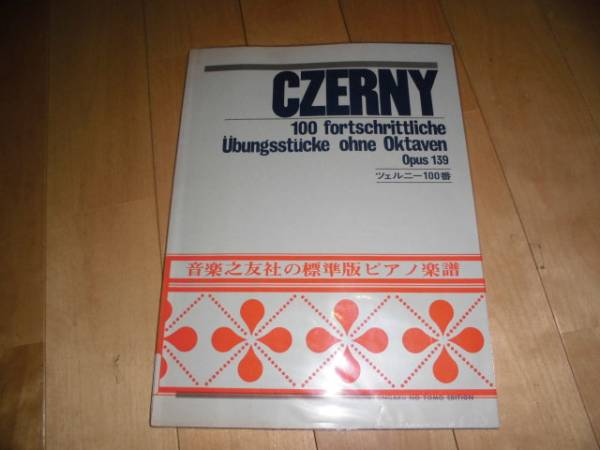 CZERNY
100 fortschrittliche
Übungsstücke ohne Oktaven
Opus 139
ツェルニー100番
音楽之友社の標準版ピアノ楽譜
NO TOMO EDITION